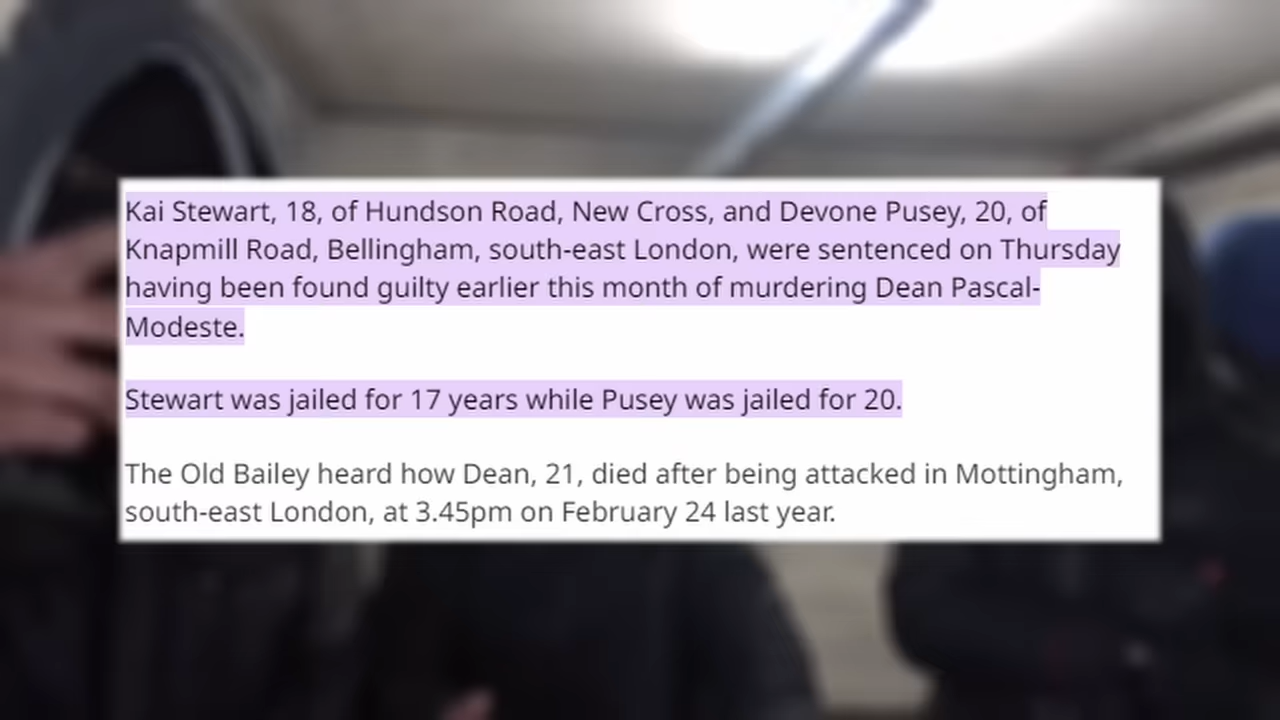 Kai Stewart, 18, of Hundson Road, New Cross, and Devone Pusey, 20, of
Knapmill Road, Bellingham, south-east London, were sentenced on Thursday
having been found guilty earlier this month of murdering Dean Pascal-
Modeste.
Stewart was jailed for 17 years while Pusey was jailed for 20.
The Old Bailey heard how Dean, 21, died after being attacked in Mottingham,
south-east London, at 3.45pm on February 24 last year.